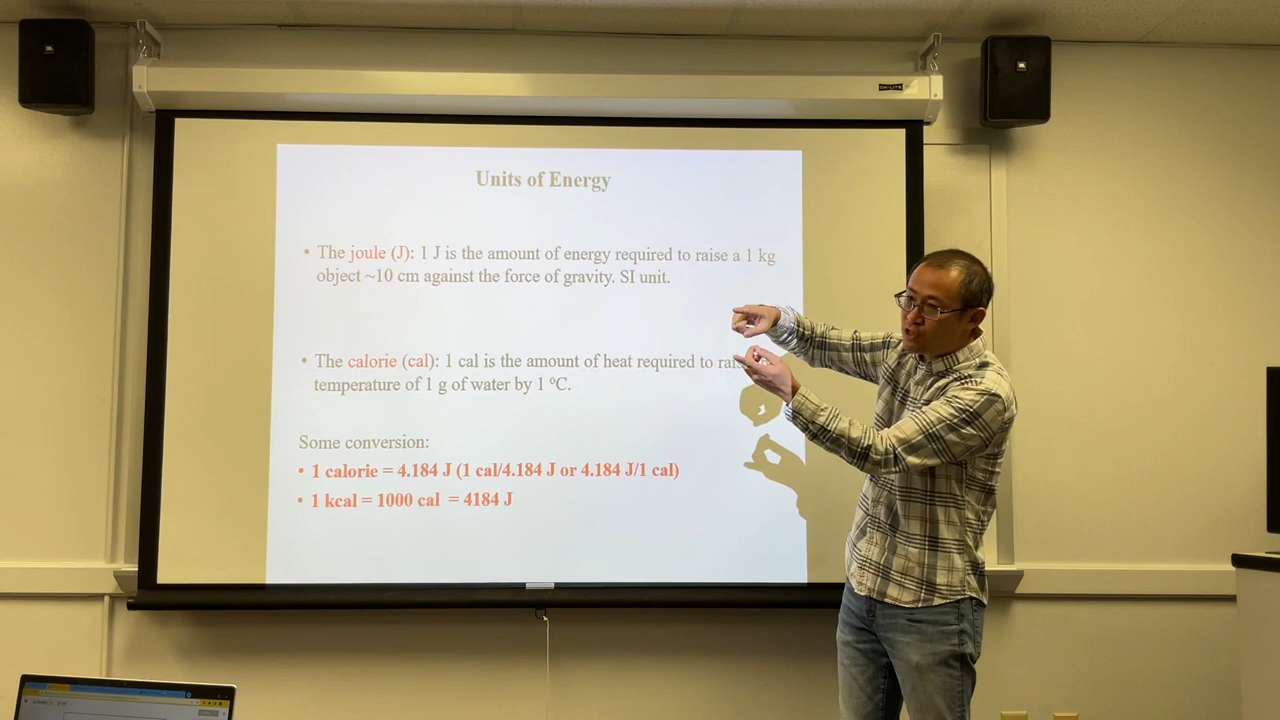 DA-LITE
Units of Energy
• The joule (J): 1 J is the amount of energy required to raise a 1 kg
object ~10 cm against the force of gravity. SI unit.
• The calorie (cal): 1 cal is the amount of heat required to
temperature of 1 g of water by 1 °C.
Some conversion:
• 1 calorie = 4.184 J (1 cal/4.184 J or 4.184 J/1 cal)
• 1 kcal = 1000 cal = 4184 J